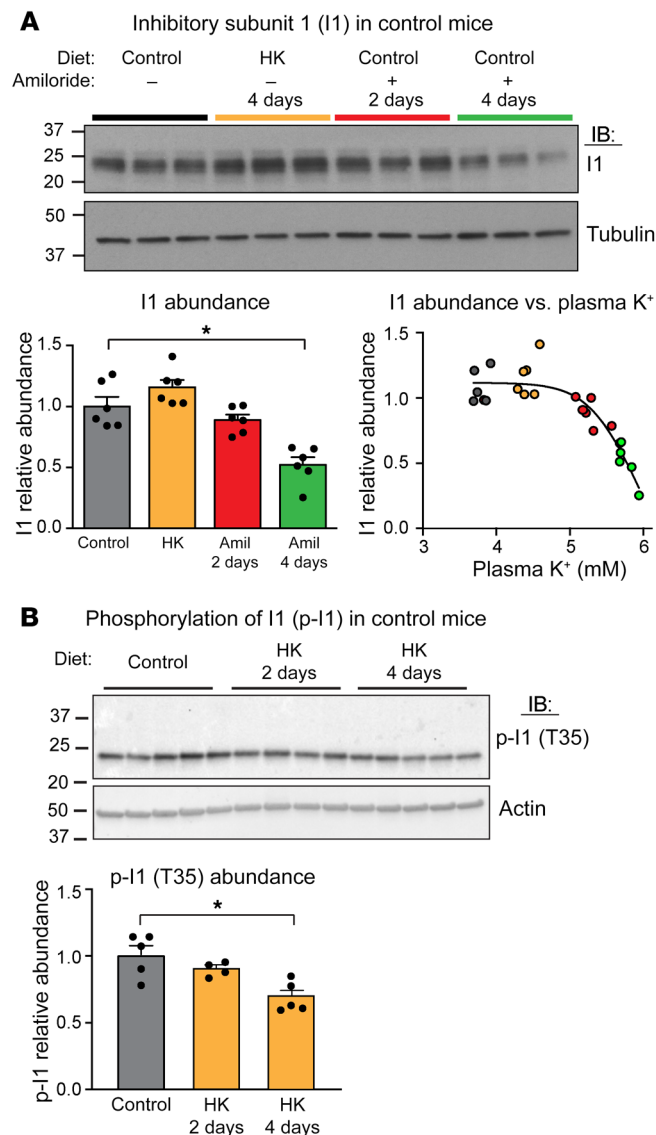 A Inhibitory subunit 1 (I1) in control mice
Diet: Control HK Control Control
Amiloride: – – + +
4 days 2 days 4 days
IB:
37
25
20
I1
50
37
Tubulin
I1 abundance
I1 relative abundance
1.5
1.0
0.5
0.0
*
Control HK Amil Amil
2 days 4 days
I1 abundance vs. plasma K⁺
I1 relative abundance
1.5
1.0
0.5
0.0
3 4 5 6
Plasma K⁺ (mM)
B Phosphorylation of I1 (p-I1) in control mice
Diet: Control HK HK
2 days 4 days
IB:
37
25
20
p-I1 (T35)
50
37
Actin
p-I1 (T35) abundance
p-I1 relative abundance
1.5
1.0
0.5
0.0
*
Control HK HK
2 days 4 days